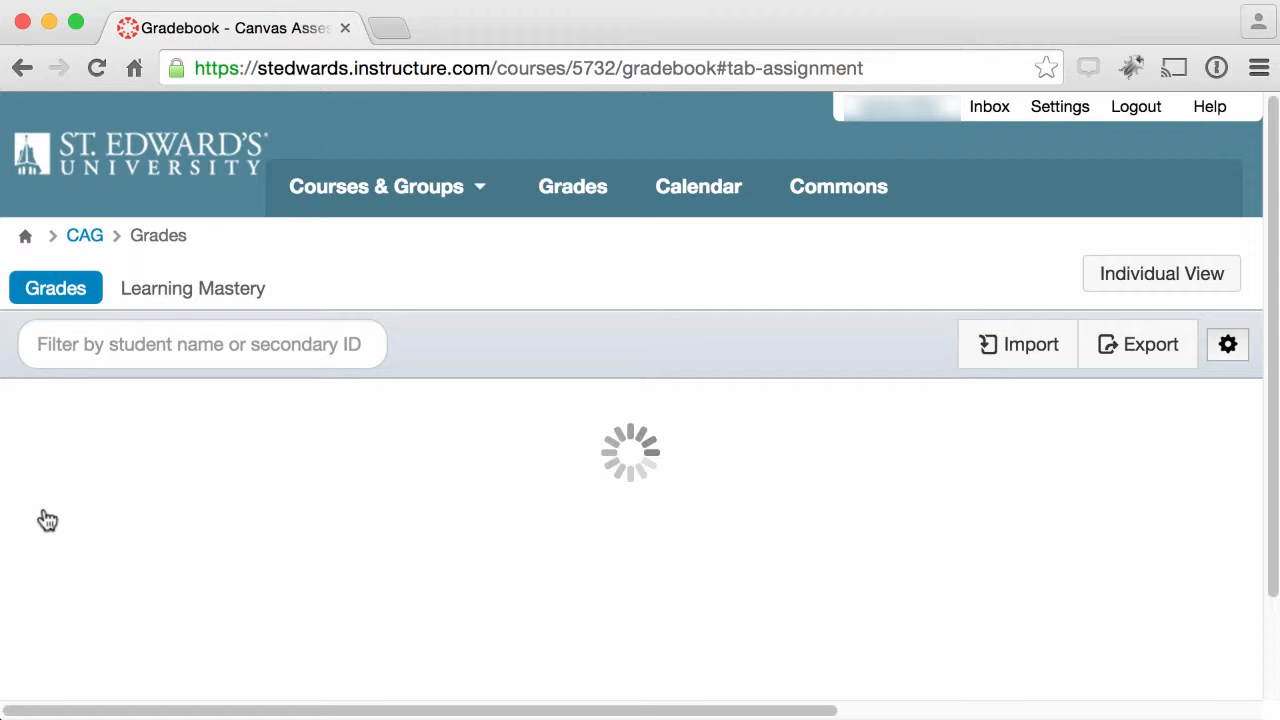 Gradebook - Canvas Asses
https://stedwards.instructure.com/courses/5732/gradebook#tab-assignment
Inbox Settings Logout Help
ST. EDWARD'S
UNIVERSITY
Courses & Groups Grades Calendar Commons
CAG Grades
Grades Learning Mastery Individual View
Filter by student name or secondary ID Import Export